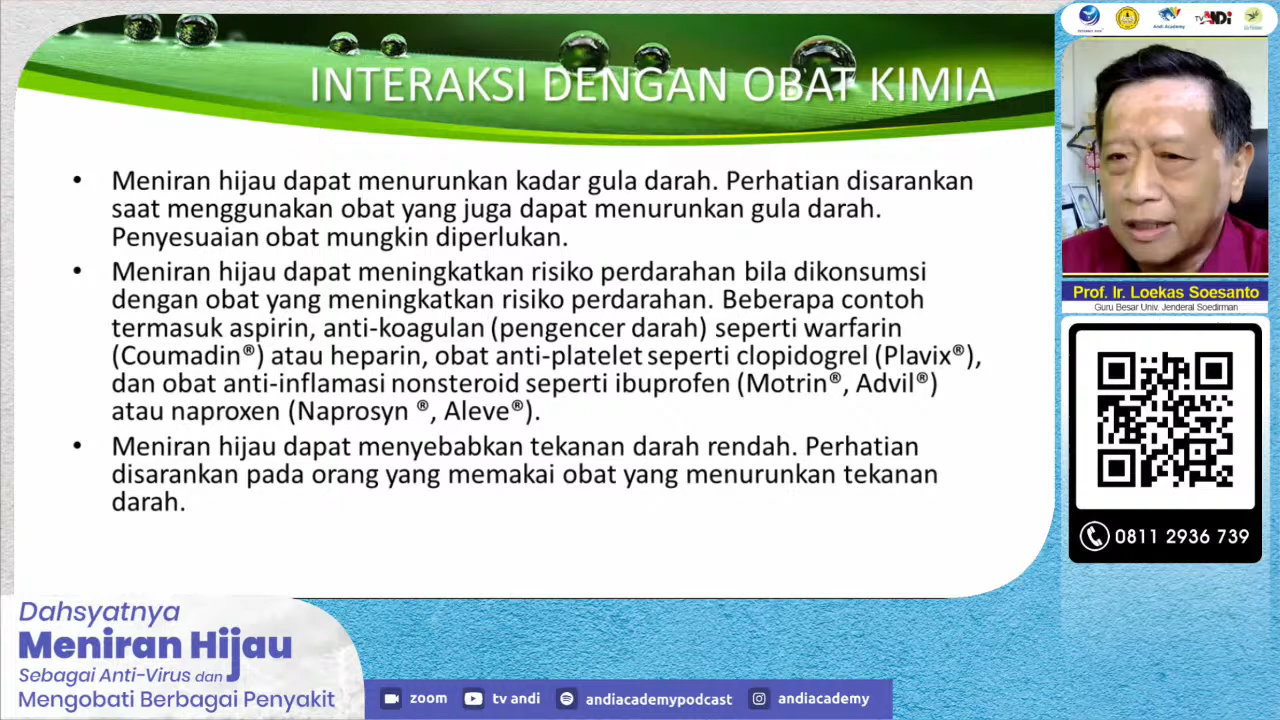 INTERAKSI DENGAN OBAT KIMIA
• Meniran hijau dapat menurunkan kadar gula darah. Perhatian disarankan
saat menggunakan obat yang juga dapat menurunkan gula darah.
Penyesuaian obat mungkin diperlukan.
• Meniran hijau dapat meningkatkan risiko perdarahan bila dikonsumsi
dengan obat yang meningkatkan risiko perdarahan. Beberapa contoh
termasuk aspirin, anti-koagulan (pengencer darah) seperti warfarin
(Coumadin®) atau heparin, obat anti-platelet seperti clopidogrel (Plavix®),
dan obat anti-inflamasi nonsteroid seperti ibuprofen (Motrin®, Advil®)
atau naproxen (Naprosyn ®, Aleve®).
• Meniran hijau dapat menyebabkan tekanan darah rendah. Perhatian
disarankan pada orang yang memakai obat yang menurunkan tekanan
darah.
Andi Academy
TV ANDi
Prof. Ir. Loekas Soesanto
Guru Besar Univ. Jenderal Soedirman
0811 2936 739
Dahsyatnya
Meniran Hijau
Sebagai Anti-Virus dan
Mengobati Berbagai Penyakit
zoom
tv andi
andiacademypodcast
andiacademy